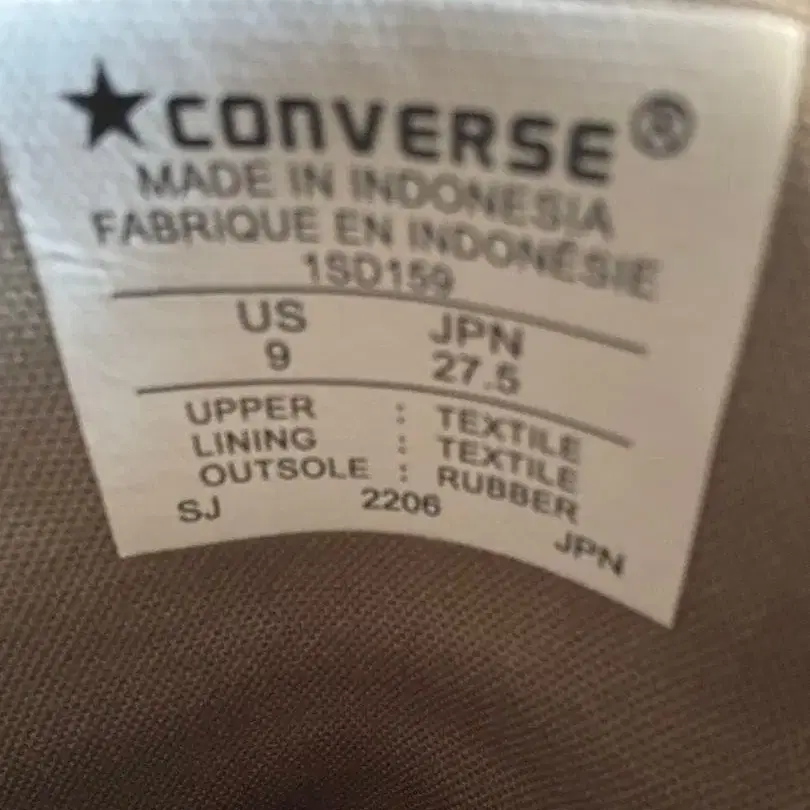 ★CONVERSE®
MADE IN INDONESIA
FABRIQUE EN INDONÉSIE
1SD159
US JPN
9 27.5
UPPER : TEXTILE
LINING : TEXTILE
OUTSOLE : RUBBER
SJ 2206 JPN